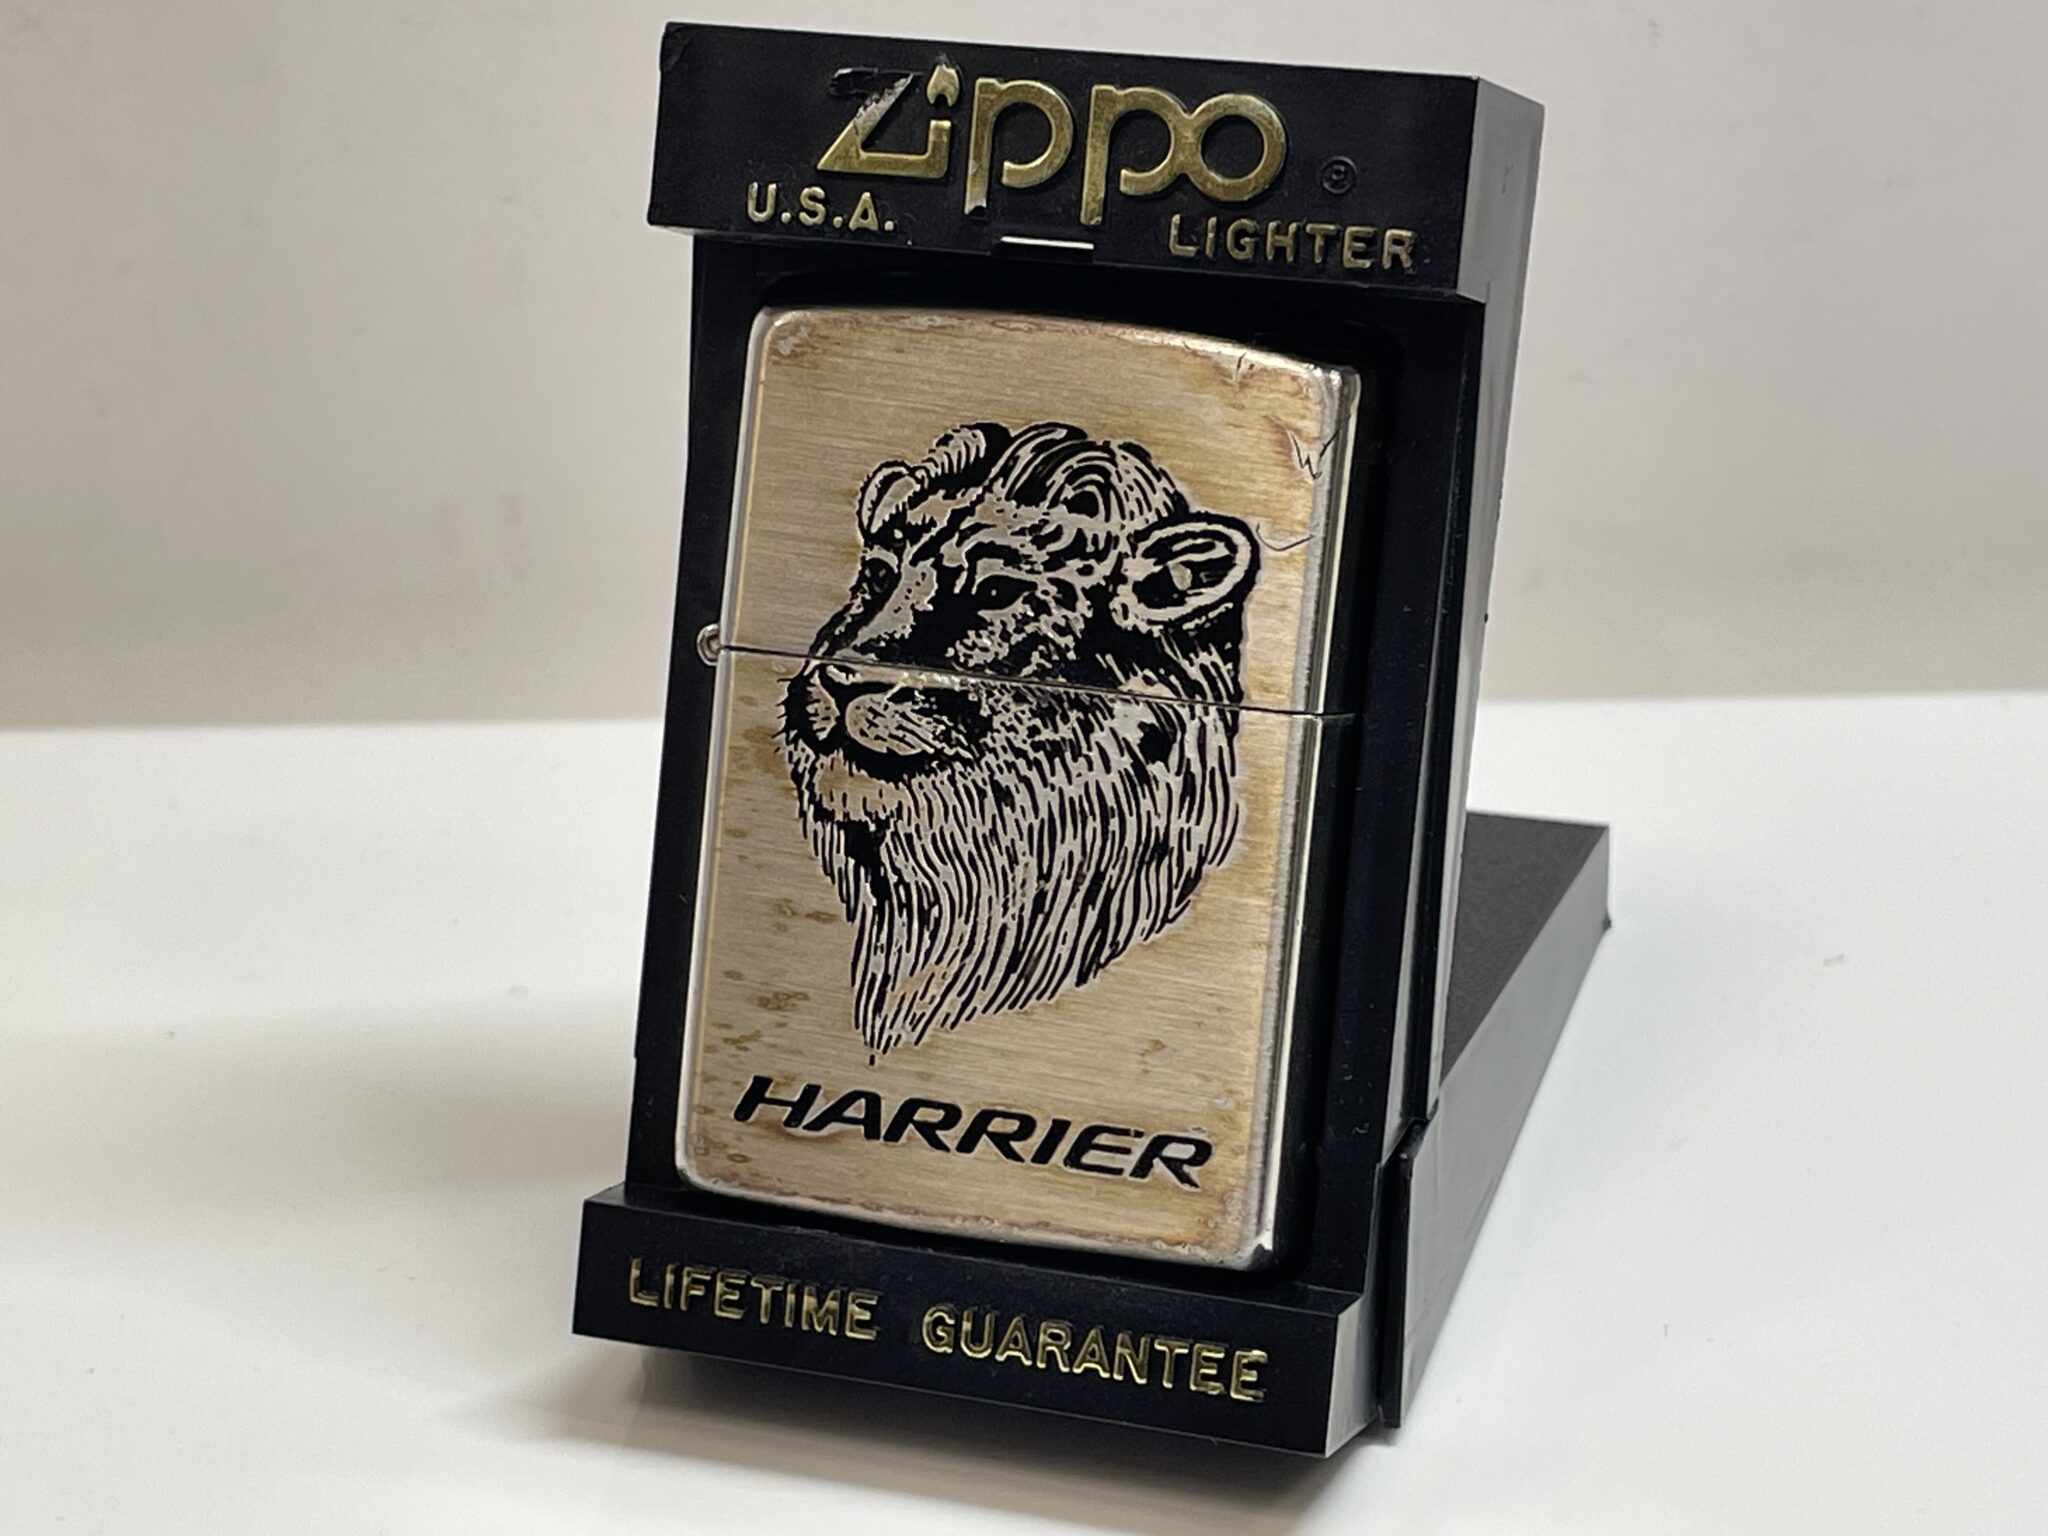 Zippo ®
U.S.A. LIGHTER
HARRIER
LIFETIME GUARANTEE